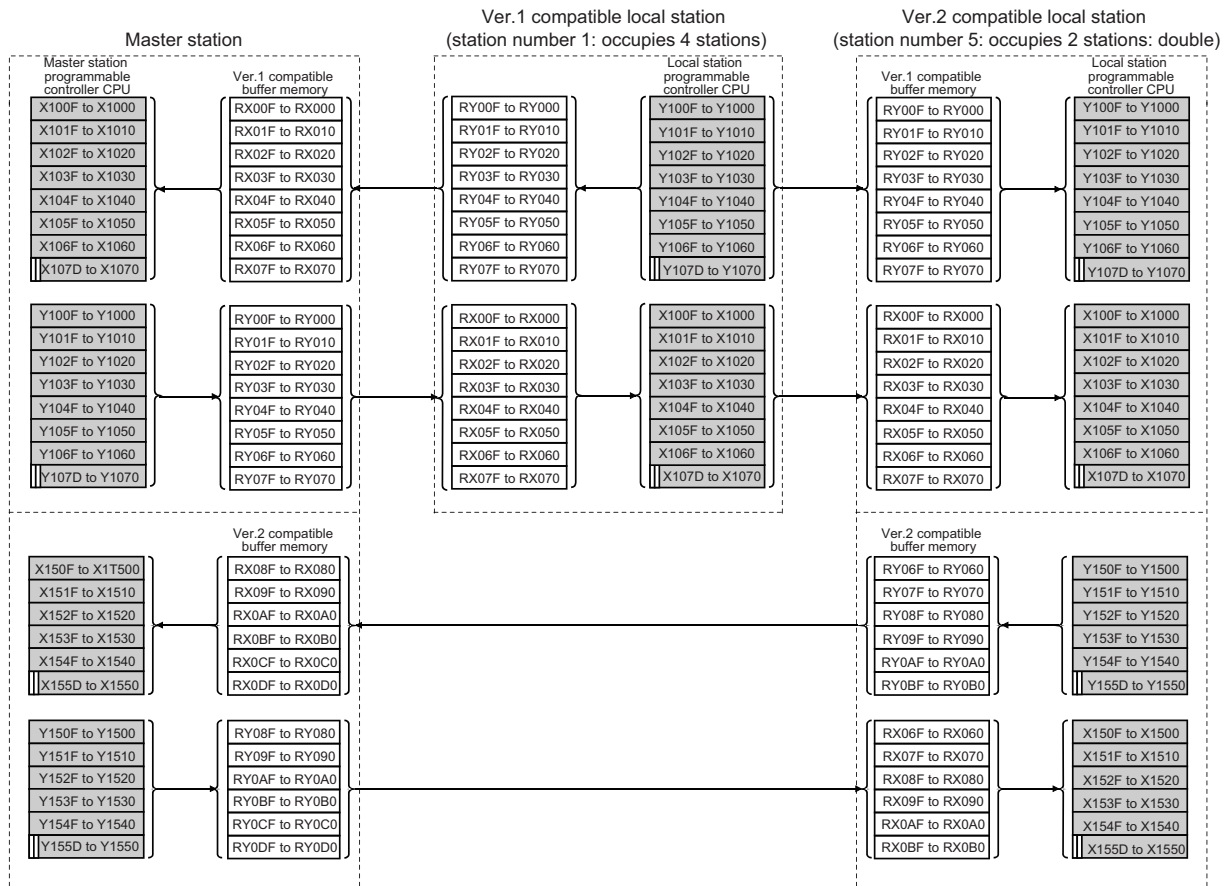 Master station
Ver.1 compatible local station
(station number 1: occupies 4 stations)
Ver.2 compatible local station
(station number 5: occupies 2 stations: double)
Master station
programmable
controller CPU
X100F to X1000
X101F to X1010
X102F to X1020
X103F to X1030
X104F to X1040
X105F to X1050
X106F to X1060
X107D to X1070
Ver.1 compatible
buffer memory
RX00F to RX000
RX01F to RX010
RX02F to RX020
RX03F to RX030
RX04F to RX040
RX05F to RX050
RX06F to RX060
RX07F to RX070
RY00F to RY000
RY01F to RY010
RY02F to RY020
RY03F to RY030
RY04F to RY040
RY05F to RY050
RY06F to RY060
RY07F to RY070
Local station
programmable
controller CPU
Y100F to Y1000
Y101F to Y1010
Y102F to Y1020
Y103F to Y1030
Y104F to Y1040
Y105F to Y1050
Y106F to Y1060
Y107D to Y1070
Ver.1 compatible
buffer memory
RY00F to RY000
RY01F to RY010
RY02F to RY020
RY03F to RY030
RY04F to RY040
RY05F to RY050
RY06F to RY060
RY07F to RY070
Local station
programmable
controller CPU
Y100F to Y1000
Y101F to Y1010
Y102F to Y1020
Y103F to Y1030
Y104F to Y1040
Y105F to Y1050
Y106F to Y1060
Y107D to Y1070
Y100F to Y1000
Y101F to Y1010
Y102F to Y1020
Y103F to Y1030
Y104F to Y1040
Y105F to Y1050
Y106F to Y1060
Y107D to Y1070
RY00F to RY000
RY01F to RY010
RY02F to RY020
RY03F to RY030
RY04F to RY040
RY05F to RY050
RY06F to RY060
RY07F to RY070
RX00F to RX000
RX01F to RX010
RX02F to RX020
RX03F to RX030
RX04F to RX040
RX05F to RX050
RX06F to RX060
RX07F to RX070
X100F to X1000
X101F to X1010
X102F to X1020
X103F to X1030
X104F to X1040
X105F to X1050
X106F to X1060
X107D to X1070
RX00F to RX000
RX01F to RX010
RX02F to RX020
RX03F to RX030
RX04F to RX040
RX05F to RX050
RX06F to RX060
RX07F to RX070
X100F to X1000
X101F to X1010
X102F to X1020
X103F to X1030
X104F to X1040
X105F to X1050
X106F to X1060
X107D to X1070
X150F to X1T500
X151F to X1510
X152F to X1520
X153F to X1530
X154F to X1540
X155D to X1550
Ver.2 compatible
buffer memory
RX08F to RX080
RX09F to RX090
RX0AF to RX0A0
RX0BF to RX0B0
RX0CF to RX0C0
RX0DF to RX0D0
Ver.2 compatible
buffer memory
RY06F to RY060
RY07F to RY070
RY08F to RY080
RY09F to RY090
RY0AF to RY0A0
RY0BF to RY0B0
Y150F to Y1500
Y151F to Y1510
Y152F to Y1520
Y153F to Y1530
Y154F to Y1540
Y155D to Y1550
Y150F to Y1500
Y151F to Y1510
Y152F to Y1520
Y153F to Y1530
Y154F to Y1540
Y155D to Y1550
RY08F to RY080
RY09F to RY090
RY0AF to RY0A0
RY0BF to RY0B0
RY0CF to RY0C0
RY0DF to RY0D0
RX06F to RX060
RX07F to RX070
RX08F to RX080
RX09F to RX090
RX0AF to RX0A0
RX0BF to RX0B0
X150F to X1500
X151F to X1510
X152F to X1520
X153F to X1530
X154F to X1540
X155D to X1550